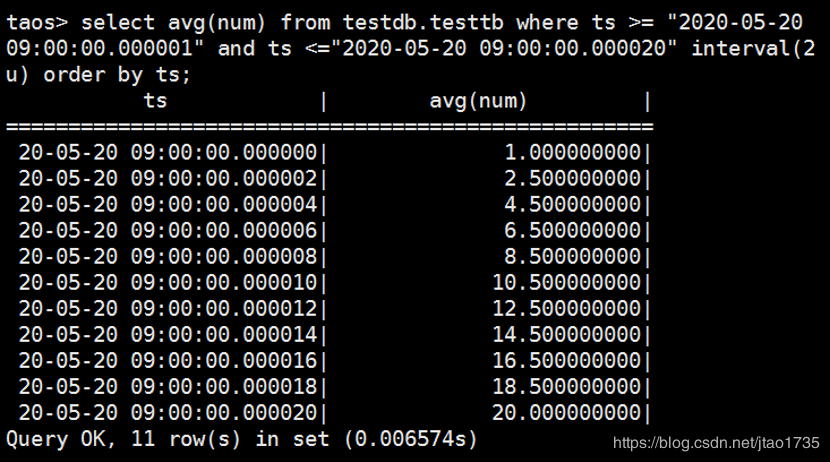 taos> select avg(num) from testdb.testtb where ts >= "2020-05-20
09:00:00.000001" and ts <="2020-05-20 09:00:00.000020" interval(2
u) order by ts;
ts | avg(num) |
===================================================
20-05-20 09:00:00.000000| 1.000000000|
20-05-20 09:00:00.000002| 2.500000000|
20-05-20 09:00:00.000004| 4.500000000|
20-05-20 09:00:00.000006| 6.500000000|
20-05-20 09:00:00.000008| 8.500000000|
20-05-20 09:00:00.000010| 10.500000000|
20-05-20 09:00:00.000012| 12.500000000|
20-05-20 09:00:00.000014| 14.500000000|
20-05-20 09:00:00.000016| 16.500000000|
20-05-20 09:00:00.000018| 18.500000000|
20-05-20 09:00:00.000020| 20.000000000|
Query OK, 11 row(s) in set (0.006574s)
https://blog.csdn.net/jtao1735